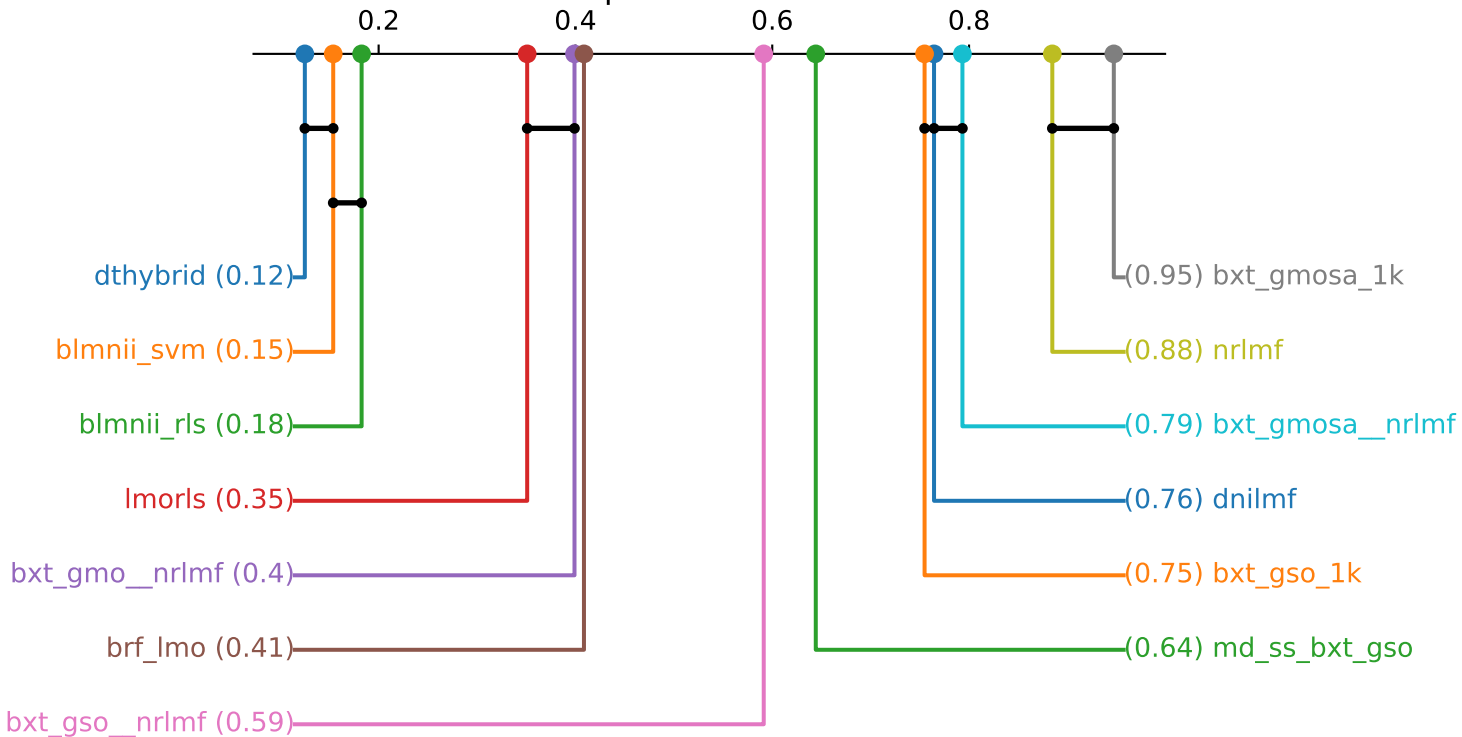 0.2 0.4 0.6 0.8
dthybrid (0.12) (0.95) bxt_gmosa_1k
blmnii_svm (0.15) (0.88) nrlmf
blmnii_rls (0.18) (0.79) bxt_gmosa__nrlmf
lmorls (0.35) (0.76) dnilmf
bxt_gmo__nrlmf (0.4) (0.75) bxt_gso_1k
brf_lmo (0.41) (0.64) md_ss_bxt_gso
bxt_gso__nrlmf (0.59)